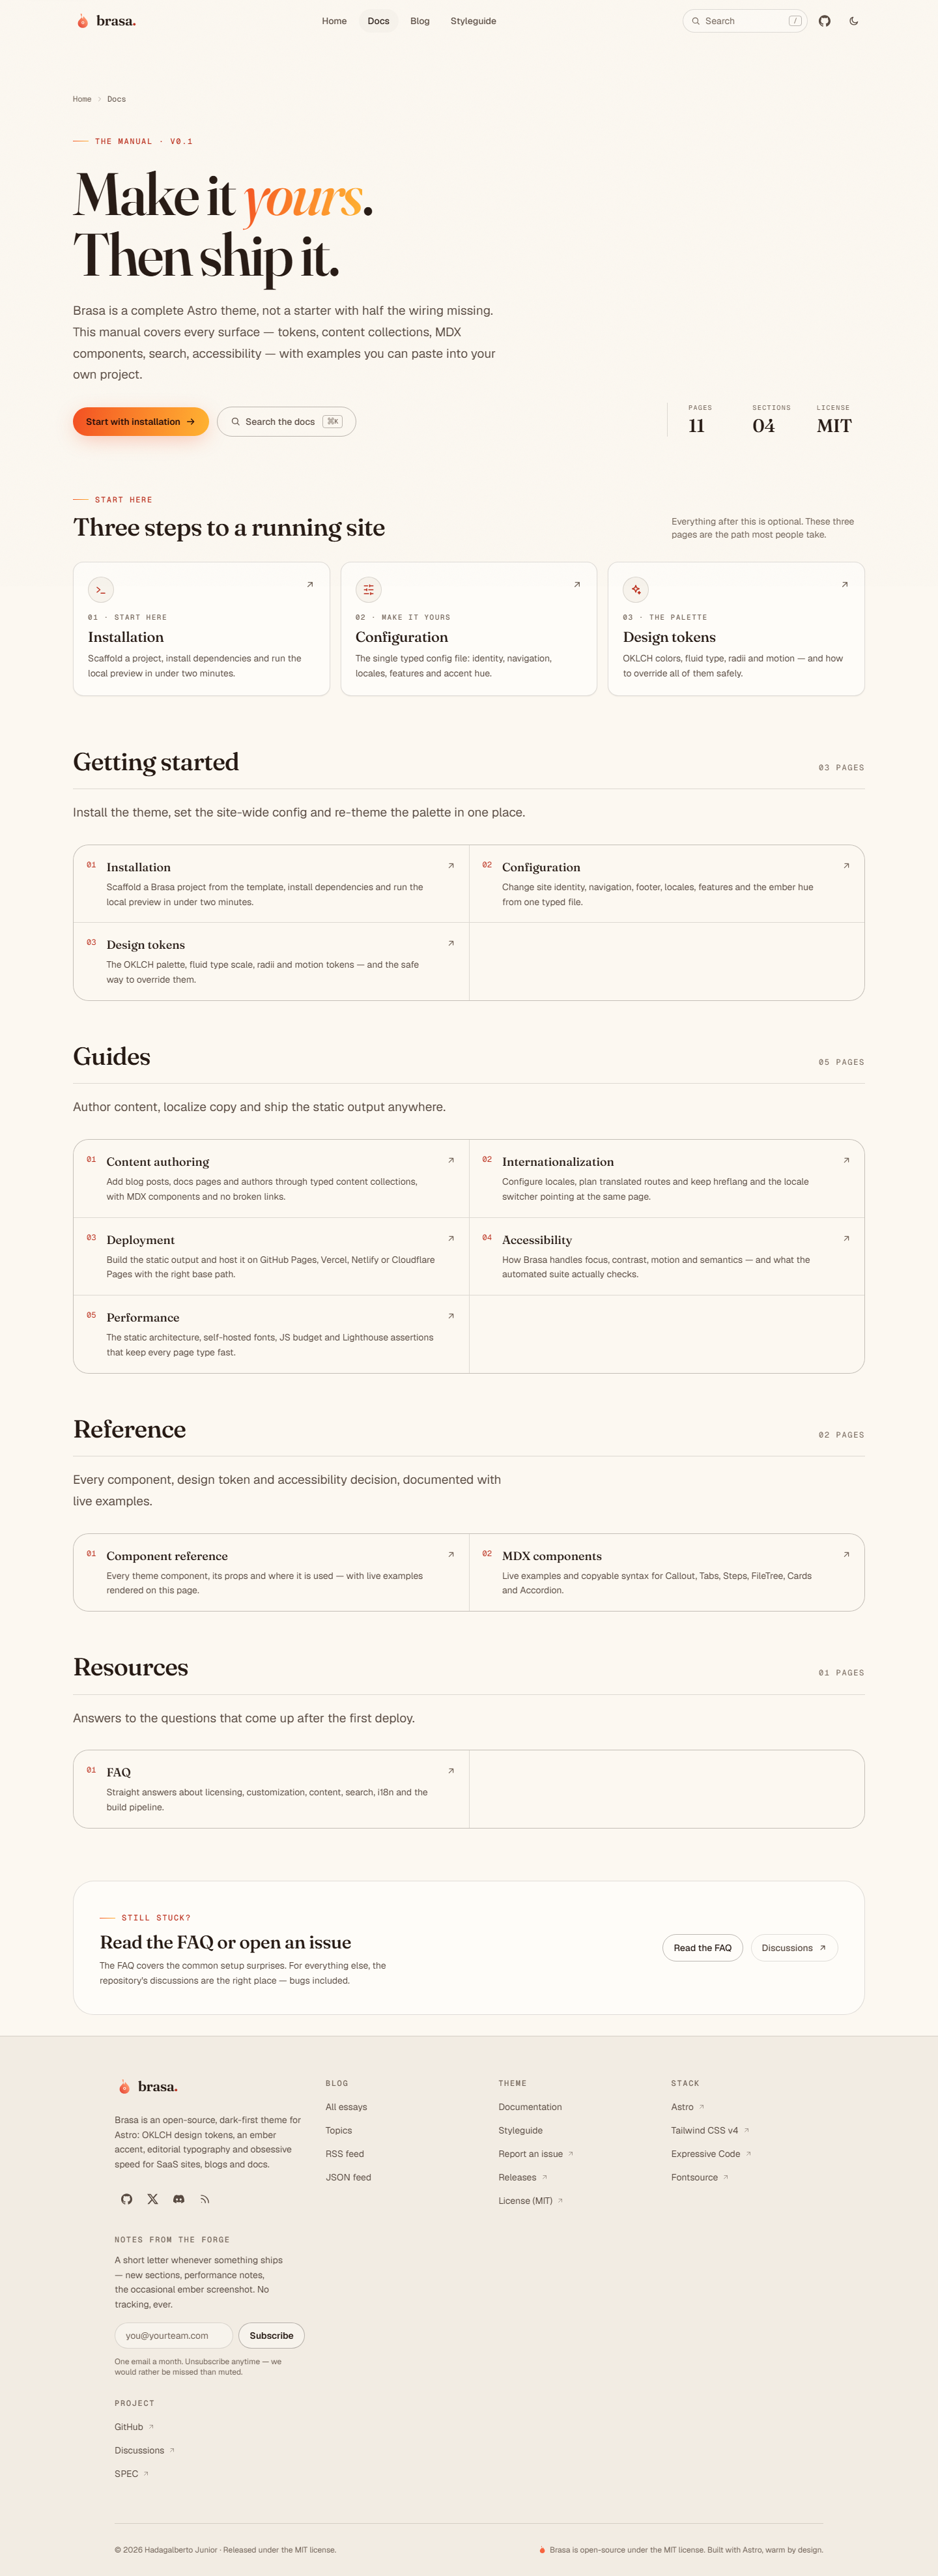 brasa.
Home
Docs
Blog
Styleguide
Search
/
Home > Docs
THE MANUAL · V0.1
Make it yours.
Then ship it.
Brasa is a complete Astro theme, not a starter with half the wiring missing.
This manual covers every surface — tokens, content collections, MDX
components, search, accessibility — with examples you can paste into your
own project.
Start with installation
Search the docs
⌘K
PAGES
11
SECTIONS
04
LICENSE
MIT
START HERE
Three steps to a running site
Everything after this is optional. These three
pages are the path most people take.
01 · START HERE
Installation
Scaffold a project, install dependencies and run the
local preview in under two minutes.
02 · MAKE IT YOURS
Configuration
The single typed config file: identity, navigation,
locales, features and accent hue.
03 · THE PALETTE
Design tokens
OKLCH colors, fluid type, radii and motion — and how
to override all of them safely.
Getting started
03 PAGES
Install the theme, set the site-wide config and re-theme the palette in one place.
01
Installation
Scaffold a Brasa project from the template, install dependencies and run the
local preview in under two minutes.
02
Configuration
Change site identity, navigation, footer, locales, features and the ember hue
from one typed file.
03
Design tokens
The OKLCH palette, fluid type scale, radii and motion tokens — and the safe
way to override them.
Guides
05 PAGES
Author content, localize copy and ship the static output anywhere.
01
Content authoring
Add blog posts, docs pages and authors through typed content collections,
with MDX components and no broken links.
02
Internationalization
Configure locales, plan translated routes and keep hreflang and the locale
switcher pointing at the same page.
03
Deployment
Build the static output and host it on GitHub Pages, Vercel, Netlify or Cloudflare
Pages with the right base path.
04
Accessibility
How Brasa handles focus, contrast, motion and semantics — and what the
automated suite actually checks.
05
Performance
The static architecture, self-hosted fonts, JS budget and Lighthouse assertions
that keep every page type fast.
Reference
02 PAGES
Every component, design token and accessibility decision, documented with
live examples.
01
Component reference
Every theme component, its props and where it is used — with live examples
rendered on this page.
02
MDX components
Live examples and copyable syntax for Callout, Tabs, Steps, FileTree, Cards
and Accordion.
Resources
01 PAGES
Answers to the questions that come up after the first deploy.
01
FAQ
Straight answers about licensing, customization, content, search, i18n and the
build pipeline.
STILL STUCK?
Read the FAQ or open an issue
The FAQ covers the common setup surprises. For everything else, the
repository's discussions are the right place — bugs included.
Read the FAQ
Discussions
brasa.
Brasa is an open-source, dark-first theme for
Astro: OKLCH design tokens, an ember
accent, editorial typography and obsessive
speed for SaaS sites, blogs and docs.
BLOG
All essays
Topics
RSS feed
JSON feed
THEME
Documentation
Styleguide
Report an issue
Releases
License (MIT)
STACK
Astro
Tailwind CSS v4
Expressive Code
Fontsource
NOTES FROM THE FORGE
A short letter whenever something ships
— new sections, performance notes,
the occasional ember screenshot. No
tracking, ever.
you@yourteam.com
Subscribe
One email a month. Unsubscribe anytime — we
would rather be missed than muted.
PROJECT
GitHub
Discussions
SPEC
© 2026 Hadagalberto Junior · Released under the MIT license.
Brasa is open-source under the MIT license. Built with Astro, warm by design.